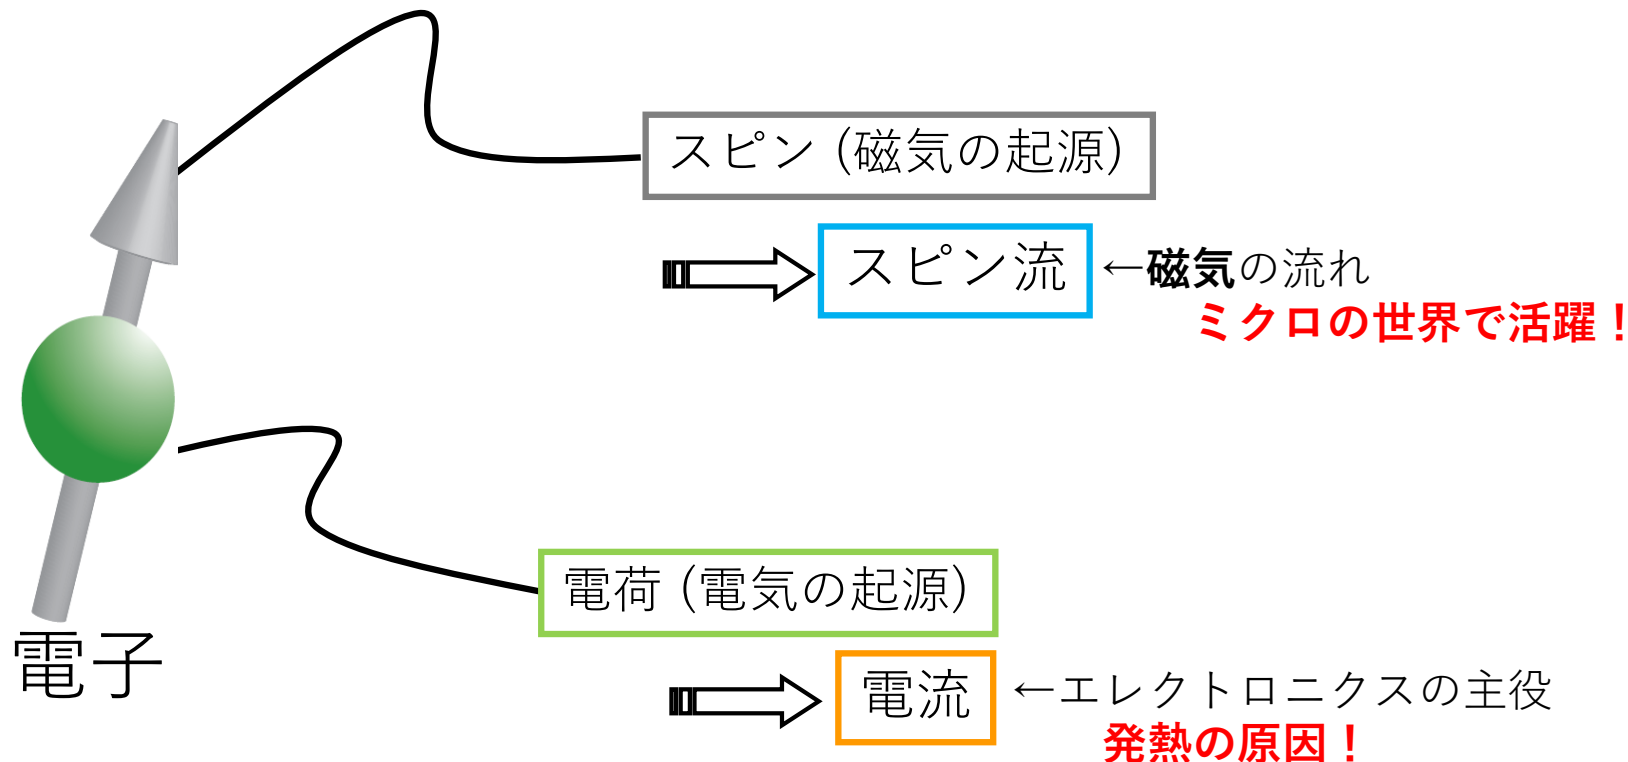 スピン (磁気の起源)
スピン流
←磁気の流れ
ミクロの世界で活躍！
電荷 (電気の起源)
電子
電流
←エレクトロニクスの主役
発熱の原因！